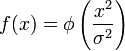 f(x) = ϕ(x²/σ²)